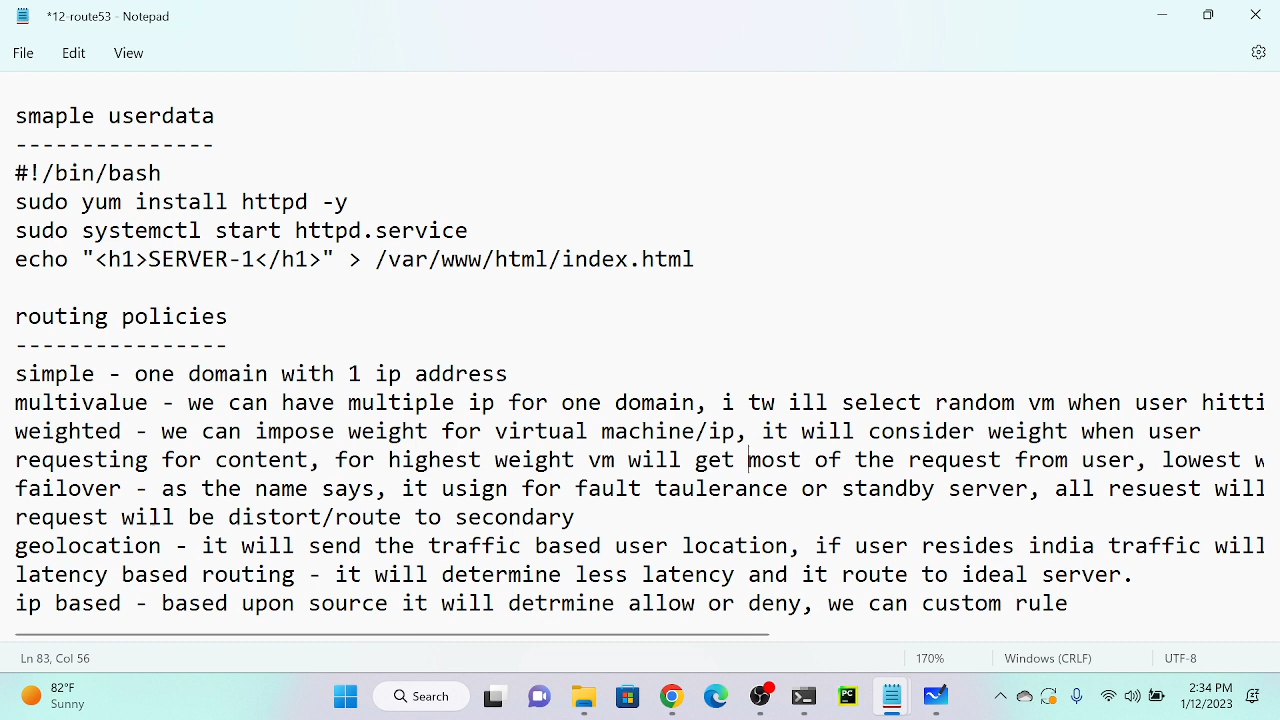 *12-route53 - Notepad
File Edit View
smaple userdata
---------------
#!/bin/bash
sudo yum install httpd -y
sudo systemctl start httpd.service
echo "<h1>SERVER-1</h1>" > /var/www/html/index.html
routing policies
----------------
simple - one domain with 1 ip address
multivalue - we can have multiple ip for one domain, i tw ill select random vm when user hitti
weighted - we can impose weight for virtual machine/ip, it will consider weight when user
requesting for content, for highest weight vm will get most of the request from user, lowest w
failover - as the name says, it usign for fault taulerance or standby server, all resuest will
request will be distort/route to secondary
geolocation - it will send the traffic based user location, if user resides india traffic will
latency based routing - it will determine less latency and it route to ideal server.
ip based - based upon source it will detrmine allow or deny, we can custom rule
Ln 83, Col 56 170% Windows (CRLF) UTF-8
82°F
Sunny
Search
PC
2:34 PM
1/12/2023